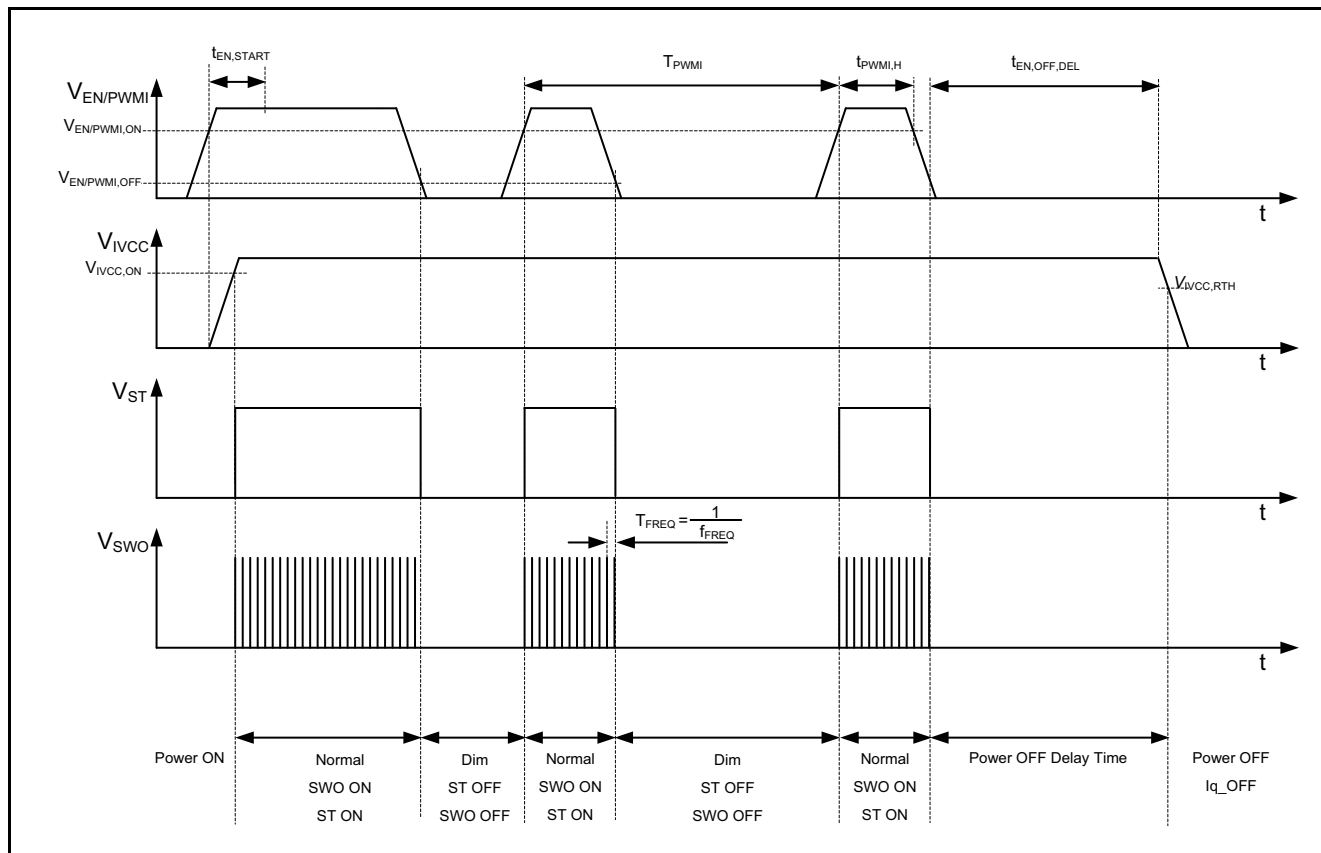 tEN,START
TPWMI
tPWMI,H
tEN,OFF,DEL
VEN/PWMI
VEN/PWMI,ON
VEN/PWMI,OFF
t
VIVCC
VIVCC,ON
VIVCC,RTH
t
VST
t
VSWO
TFREQ = 1
fFREQ
t
Power ON
Normal
SWO ON
ST ON
Dim
ST OFF
SWO OFF
Normal
SWO ON
ST ON
Dim
ST OFF
SWO OFF
Normal
SWO ON
ST ON
Power OFF Delay Time
Power OFF
Iq_OFF